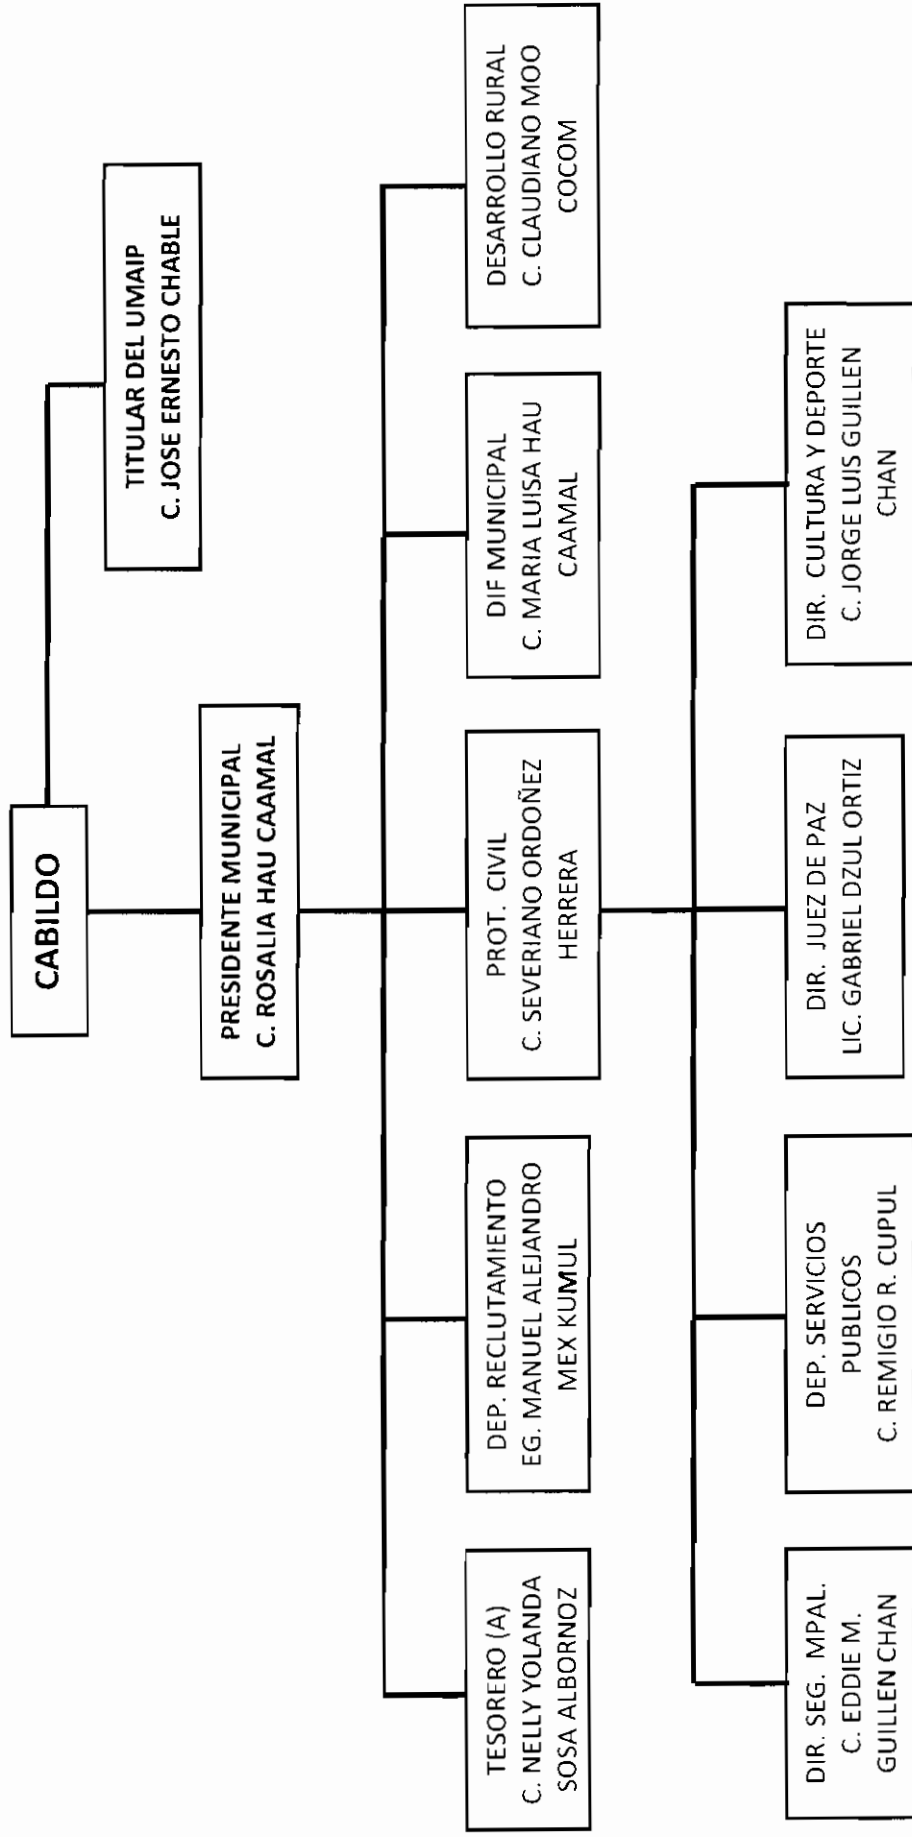 CABILDO
TITULAR DEL UMAIP
C. JOSE ERNESTO CHABLE
PRESIDENTE MUNICIPAL
C. ROSALIA HAU CAAMAL
TESORERO (A)
C. NELLY YOLANDA
SOSA ALBORNOZ
DEP. RECLUTAMIENTO
EG. MANUEL ALEJANDRO
MEX KUMUL
PROT. CIVIL
C. SEVERIANO ORDOÑEZ
HERRERA
DIF MUNICIPAL
C. MARIA LUISA HAU
CAAMAL
DESARROLLO RURAL
C. CLAUDIANO MOO
COCOM
DIR. SEG. MPAL.
C. EDDIE M.
GUILLEN CHAN
DEP. SERVICIOS
PUBLICOS
C. REMIGIO R. CUPUL
DIR. JUEZ DE PAZ
LIC. GABRIEL DZUL ORTIZ
DIR. CULTURA Y DEPORTE
C. JORGE LUIS GUILLEN
CHAN